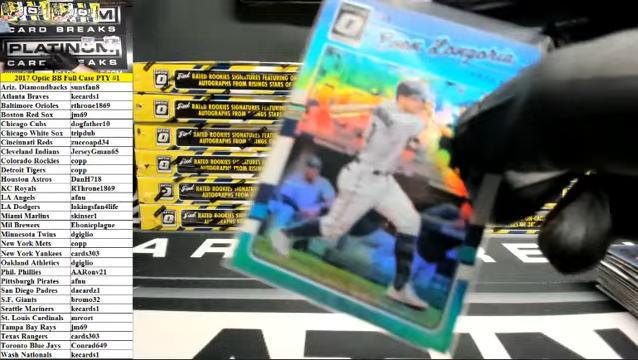 CARD BREAKS
PLATINUM
CARD BREAKS
2017 Optic BB Full Case PTY #1
Ariz. Diamondbacks sunsfan8
Atlanta Braves kecards1
Baltimore Orioles rthrone1869
Boston Red Sox jm69
Chicago Cubs dogfather10
Chicago White Sox tripdub
Cincinnati Reds rucoopd34
Cleveland Indians JerseyGman65
Colorado Rockies copp
Detroit Tigers copp
Houston Astros DanH718
KC Royals RThrone1869
LA Angels afnu
LA Dodgers lakingsfan4life
Miami Marlins skinner1
Mil Brewers Ebonieplague
Minnesota Twins dgiglio
New York Mets copp
New York Yankees cards303
Oakland Athletics dgiglio
Phil. Phillies AARonv21
Pittsburgh Pirates afnu
San Diego Padres dacardz1
S.F. Giants bromo32
Seattle Mariners kecards1
St. Louis Cardinals mrcort
Tampa Bay Rays jm69
Texas Rangers cards303
Toronto Blue Jays Conrad649
Wash Nationals kecards1
Evan Longoria
RATED ROOKIES SIGNATURES FEATURING
AUTOGRAPHS FROM RISINGS STARS OF